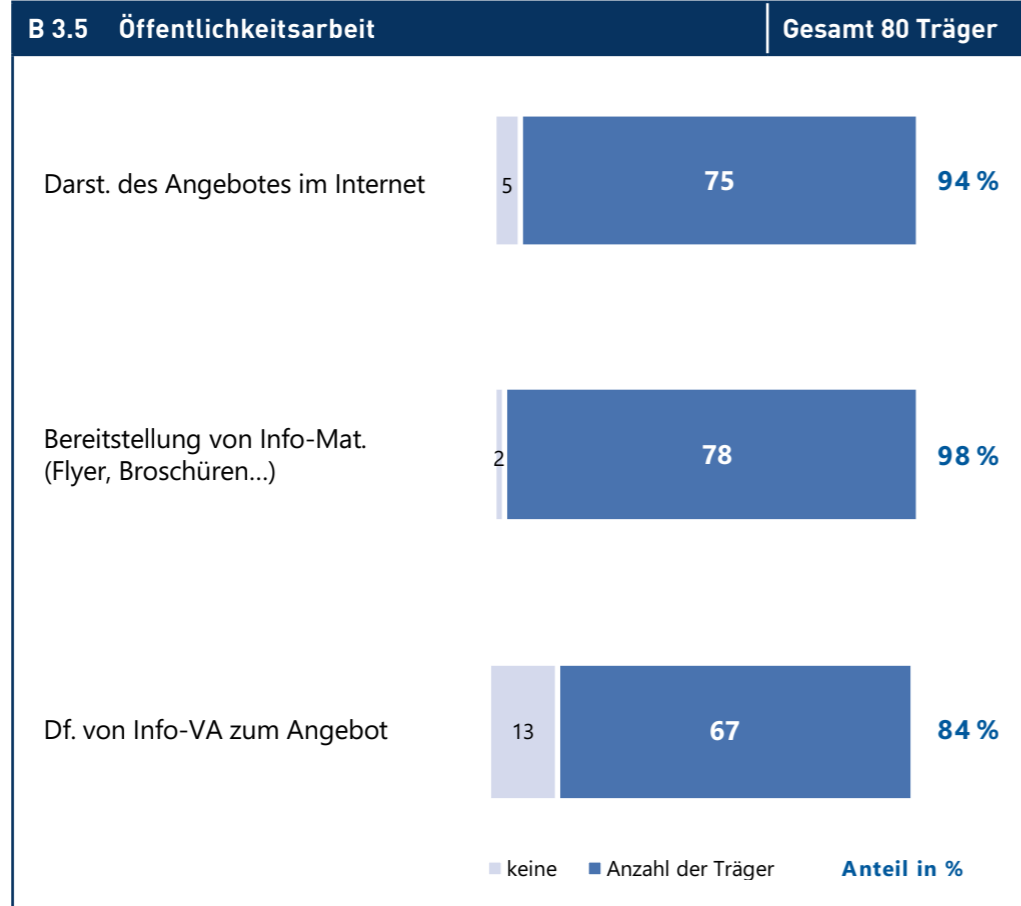 B 3.5 Öffentlichkeitsarbeit Gesamt 80 Träger
Darst. des Angebotes im Internet 5 75 94 %
Bereitstellung von Info-Mat.
(Flyer, Broschüren...) 2 78 98 %
Df. von Info-VA zum Angebot 13 67 84 %
keine Anzahl der Träger Anteil in %